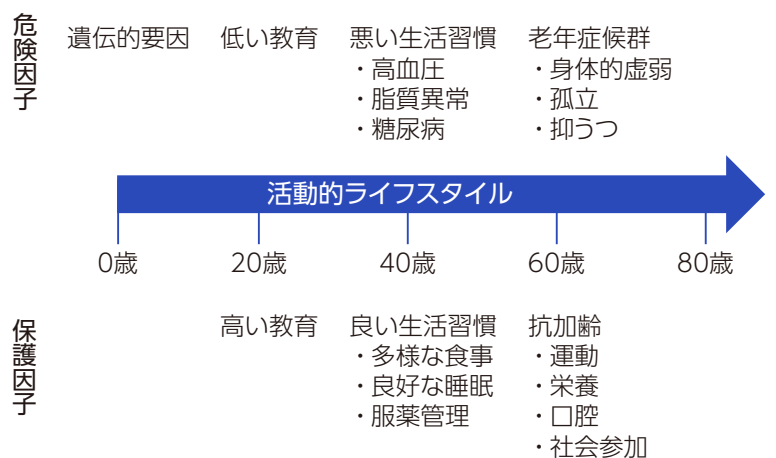 危険因子
遺伝的要因
低い教育
悪い生活習慣
・高血圧
・脂質異常
・糖尿病
老年症候群
・身体的虚弱
・孤立
・抑うつ
活動的ライフスタイル
0歳
20歳
40歳
60歳
80歳
保護因子
高い教育
良い生活習慣
・多様な食事
・良好な睡眠
・服薬管理
抗加齢
・運動
・栄養
・口腔
・社会参加